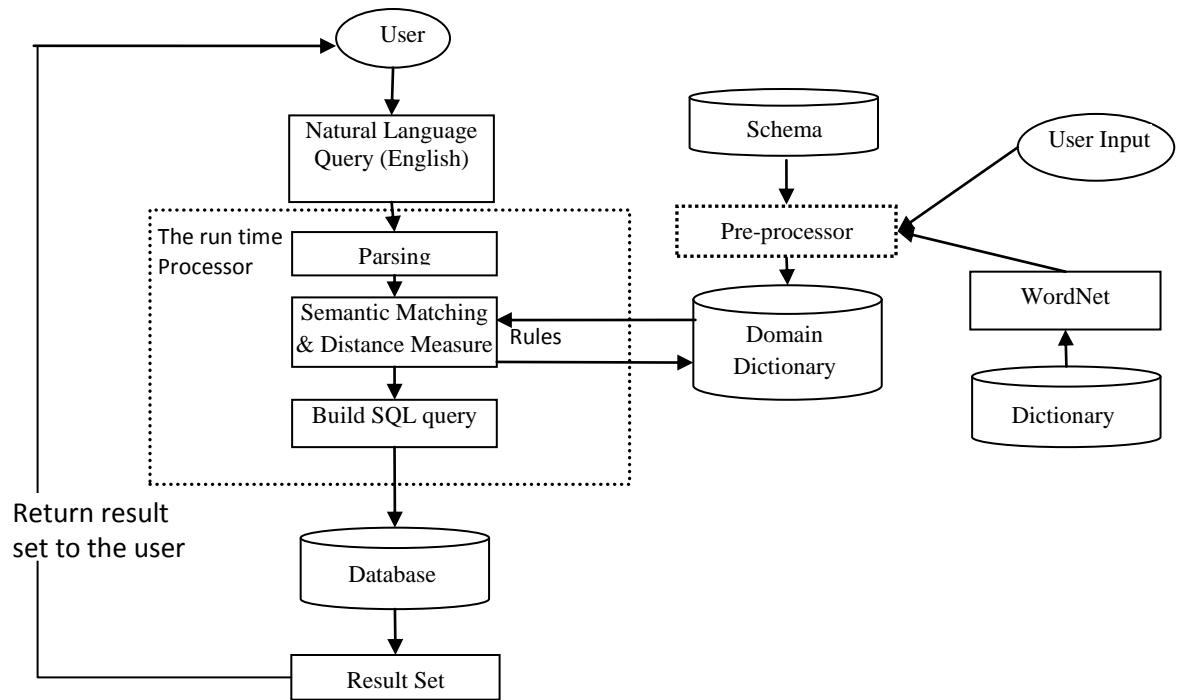 User
Natural Language
Query (English)
The run time
Processor
Parsing
Semantic Matching
& Distance Measure
Rules
Build SQL query
Database
Result Set
Return result
set to the user
Schema
User Input
Pre-processor
WordNet
Domain
Dictionary
Dictionary